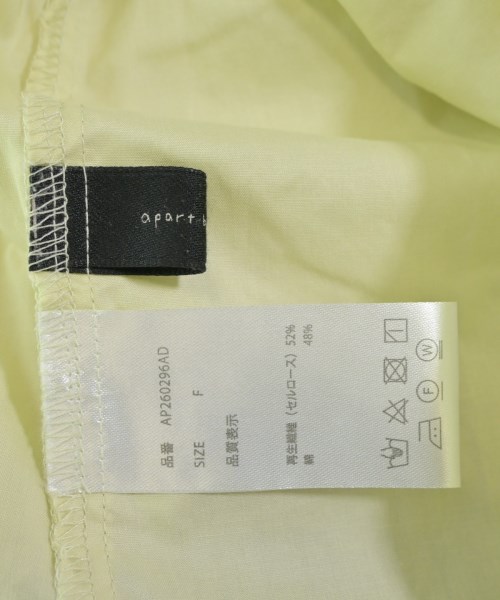 apart b
品番 AP260296AD
SIZE F
品質表示
再生繊維（セルロース）52%
綿 48%
F W